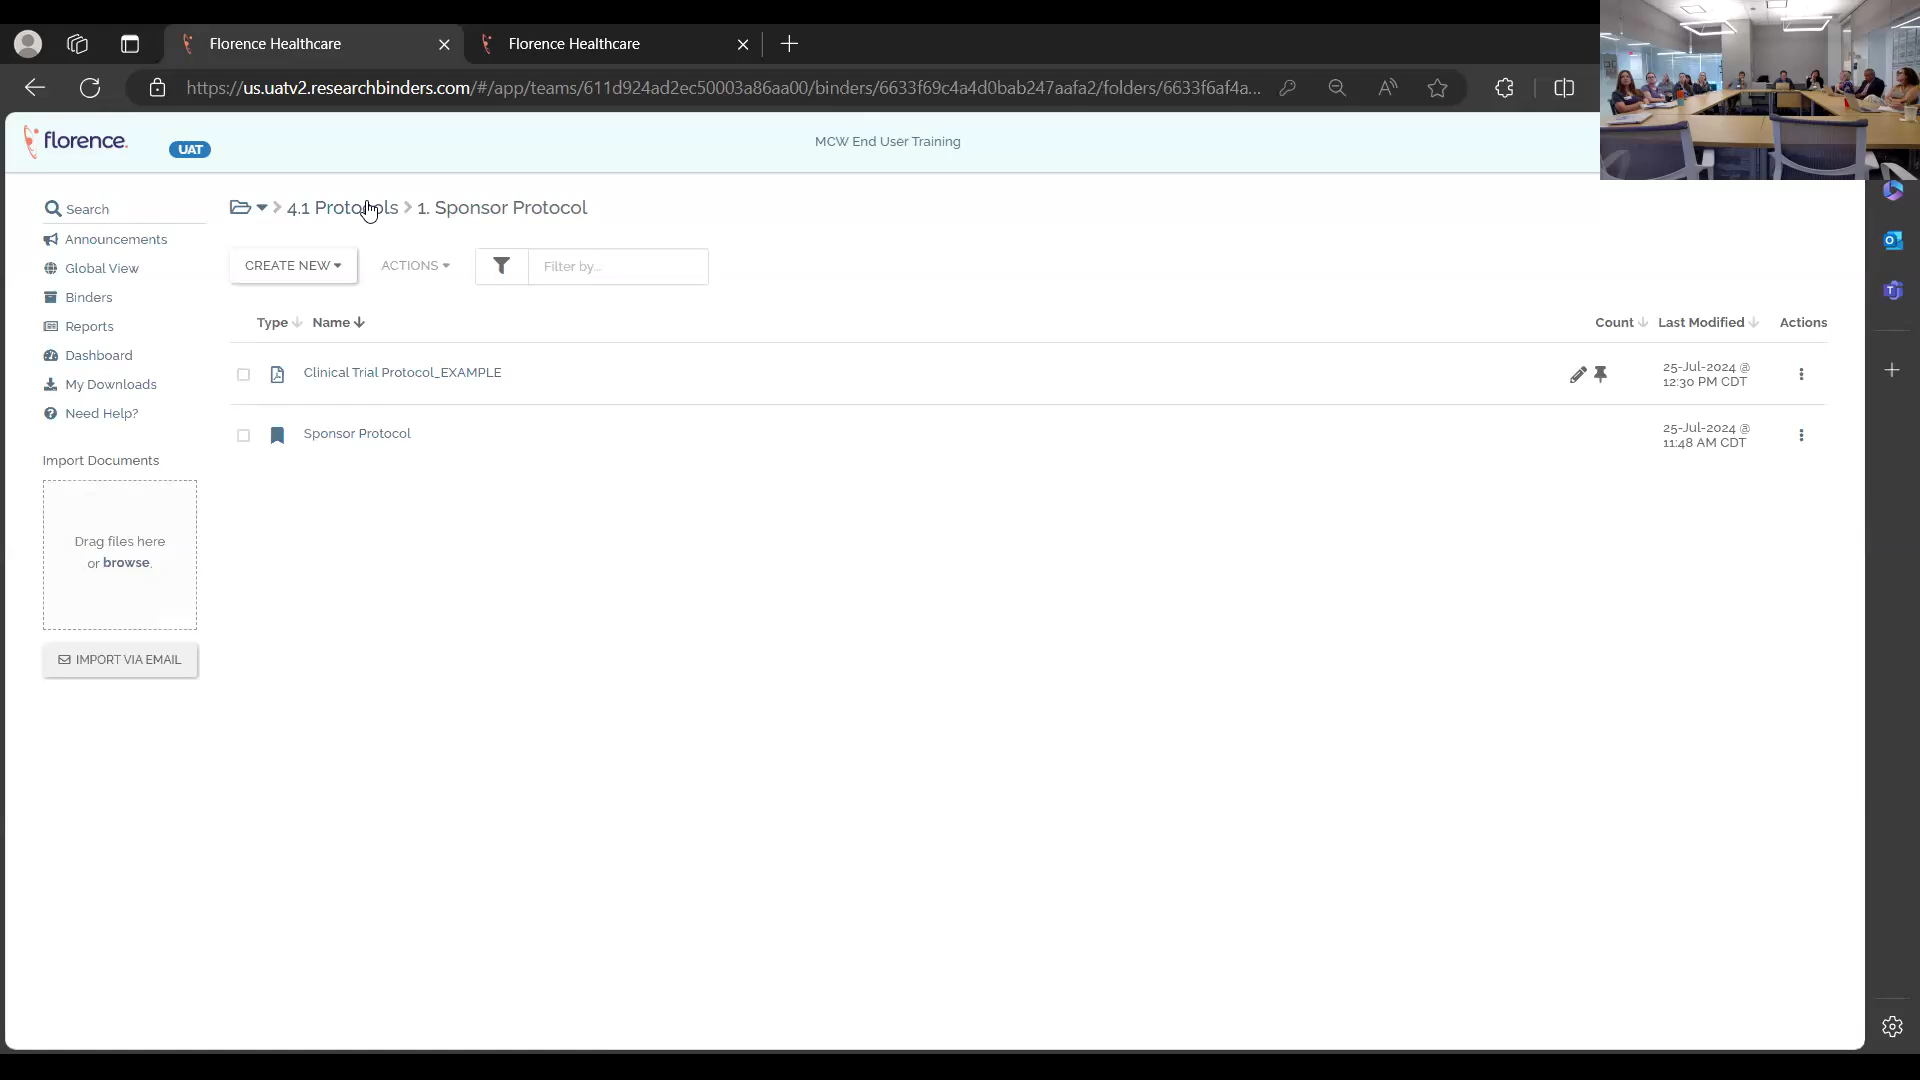 Florence Healthcare
Florence Healthcare
https://us.uatv2.researchbinders.com/#/app/teams/611d924ad2ec50003a86aa00/binders/6633f69c4a4d0bab247aafa2/folders/6633f6af4a...
florence.
UAT
MCW End User Training
Search
Announcements
Global View
Binders
Reports
Dashboard
My Downloads
Need Help?
Import Documents
Drag files here
or browse.
IMPORT VIA EMAIL
4.1 Protocols > 1. Sponsor Protocol
CREATE NEW
ACTIONS
Filter by...
Type Name Count Last Modified Actions
Clinical Trial Protocol_EXAMPLE
25-Jul-2024 @
12:30 PM CDT
Sponsor Protocol
25-Jul-2024 @
11:48 AM CDT